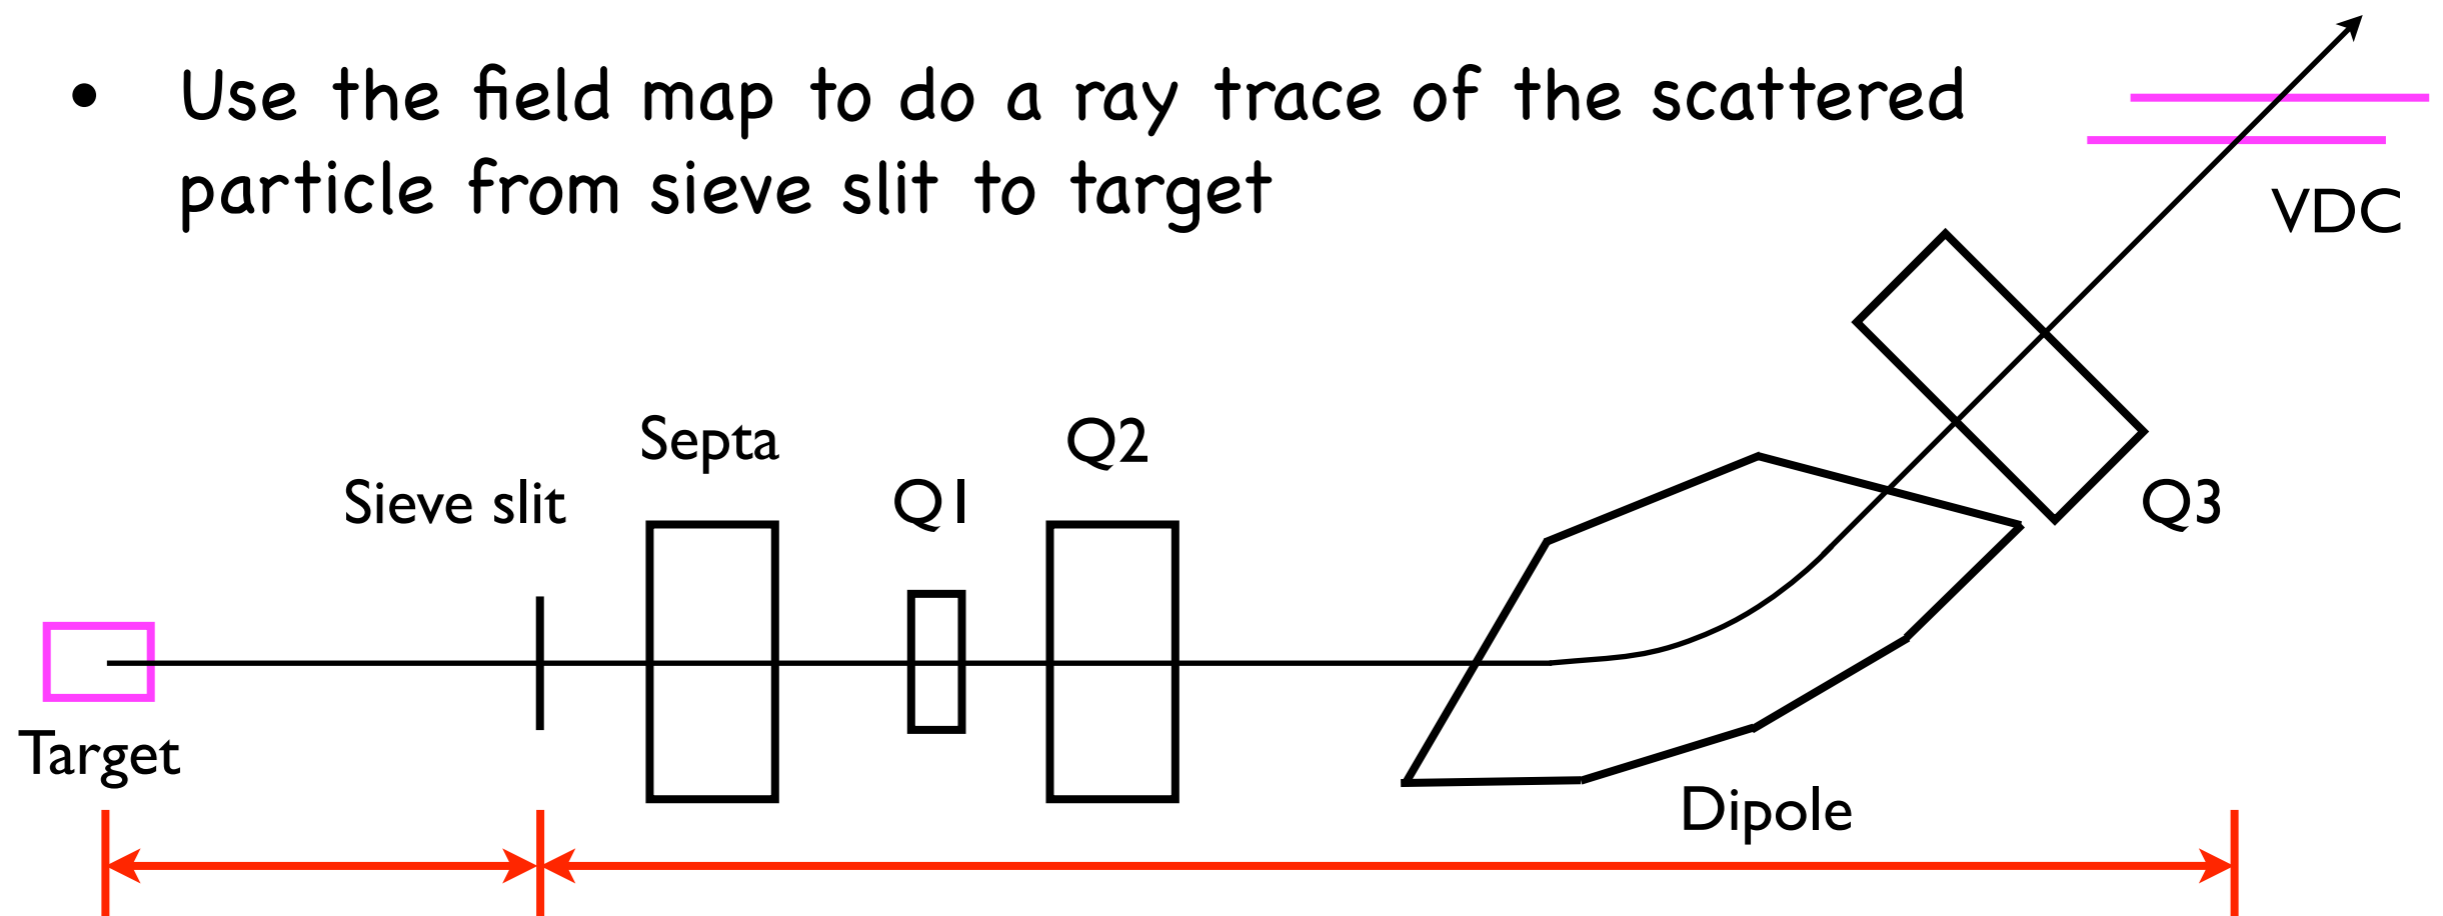 • Use the field map to do a ray trace of the scattered
particle from sieve slit to target
VDC
Septa
Q2
Sieve slit
Q1
Q3
Target
Dipole